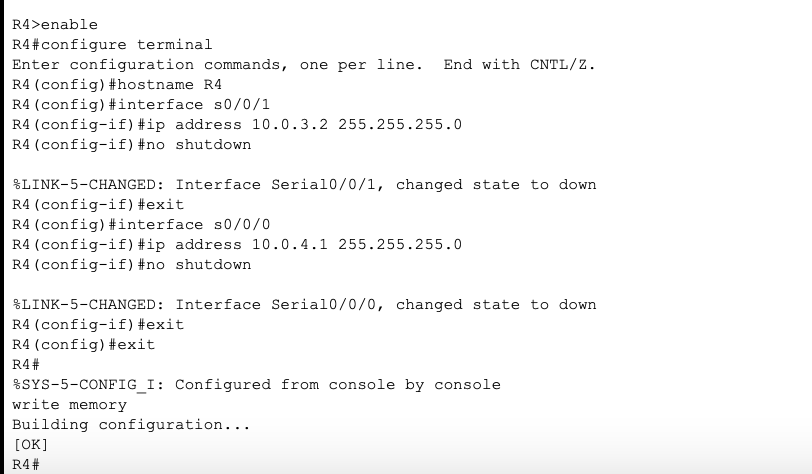 R4>enable
R4#configure terminal
Enter configuration commands, one per line.  End with CNTL/Z.
R4(config)#hostname R4
R4(config)#interface s0/0/1
R4(config-if)#ip address 10.0.3.2 255.255.255.0
R4(config-if)#no shutdown
%LINK-5-CHANGED: Interface Serial0/0/1, changed state to down
R4(config-if)#exit
R4(config)#interface s0/0/0
R4(config-if)#ip address 10.0.4.1 255.255.255.0
R4(config-if)#no shutdown
%LINK-5-CHANGED: Interface Serial0/0/0, changed state to down
R4(config-if)#exit
R4(config)#exit
R4#
%SYS-5-CONFIG_I: Configured from console by console
write memory
Building configuration...
[OK]
R4#